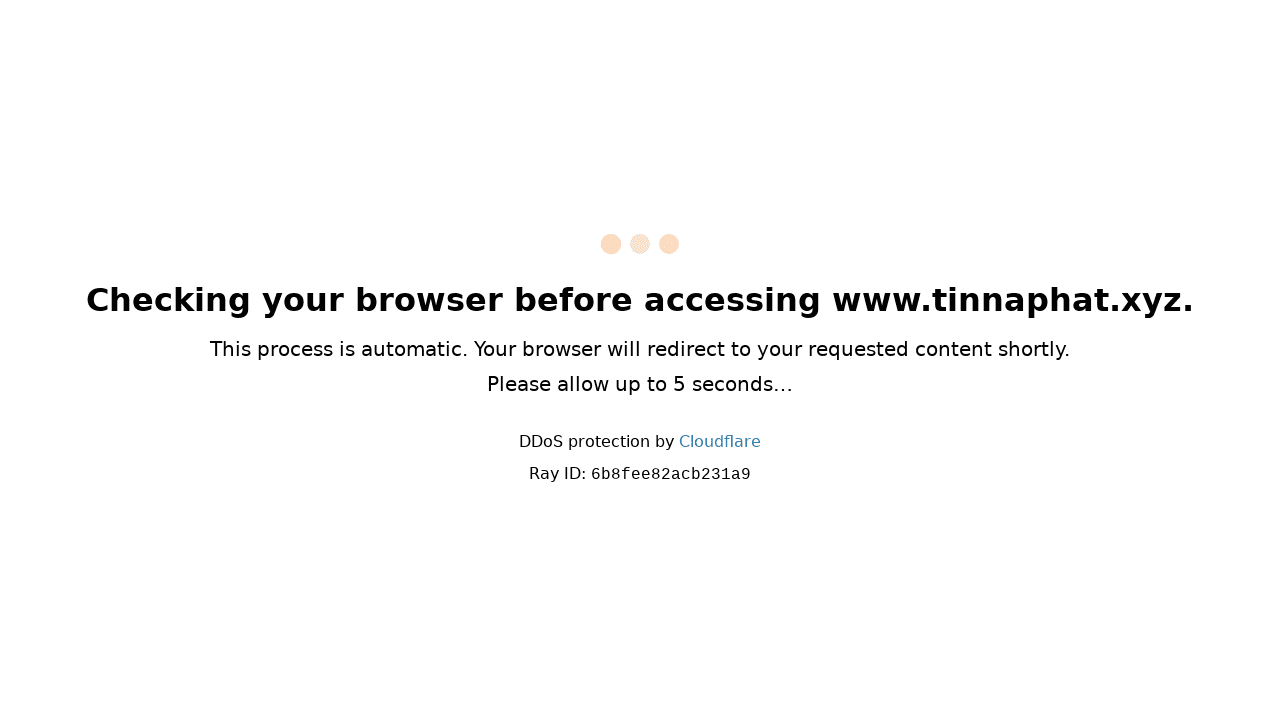 Checking your browser before accessing www.tinnaphat.xyz.
This process is automatic. Your browser will redirect to your requested content shortly.
Please allow up to 5 seconds…
DDoS protection by Cloudflare
Ray ID: 6b8fee82acb231a9